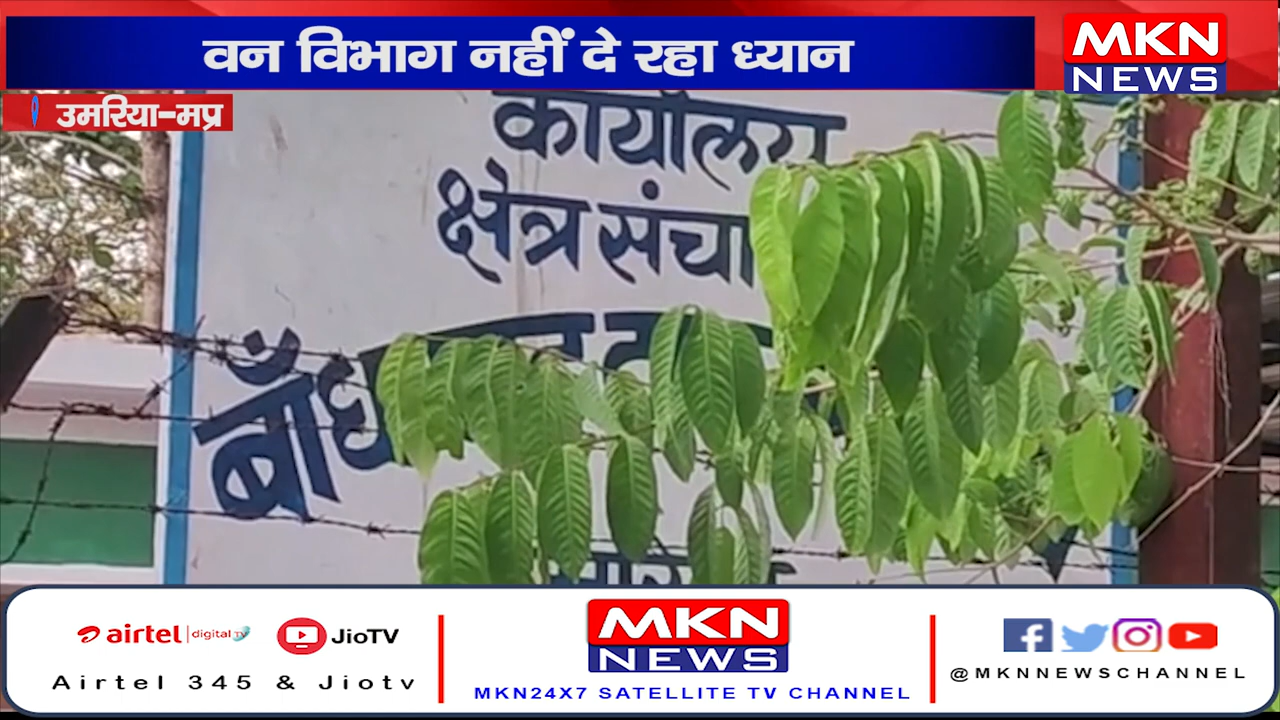 वन विभाग नहीं दे रहा ध्यान
MKN
NEWS
उमरिया-मप्र
कार्यालय
क्षेत्र संचा
airtel digital TV
JioTV
Airtel 345 & Jiotv
MKN
NEWS
MKN24X7 SATELLITE TV CHANNEL
@MKNNEWSCHANNEL